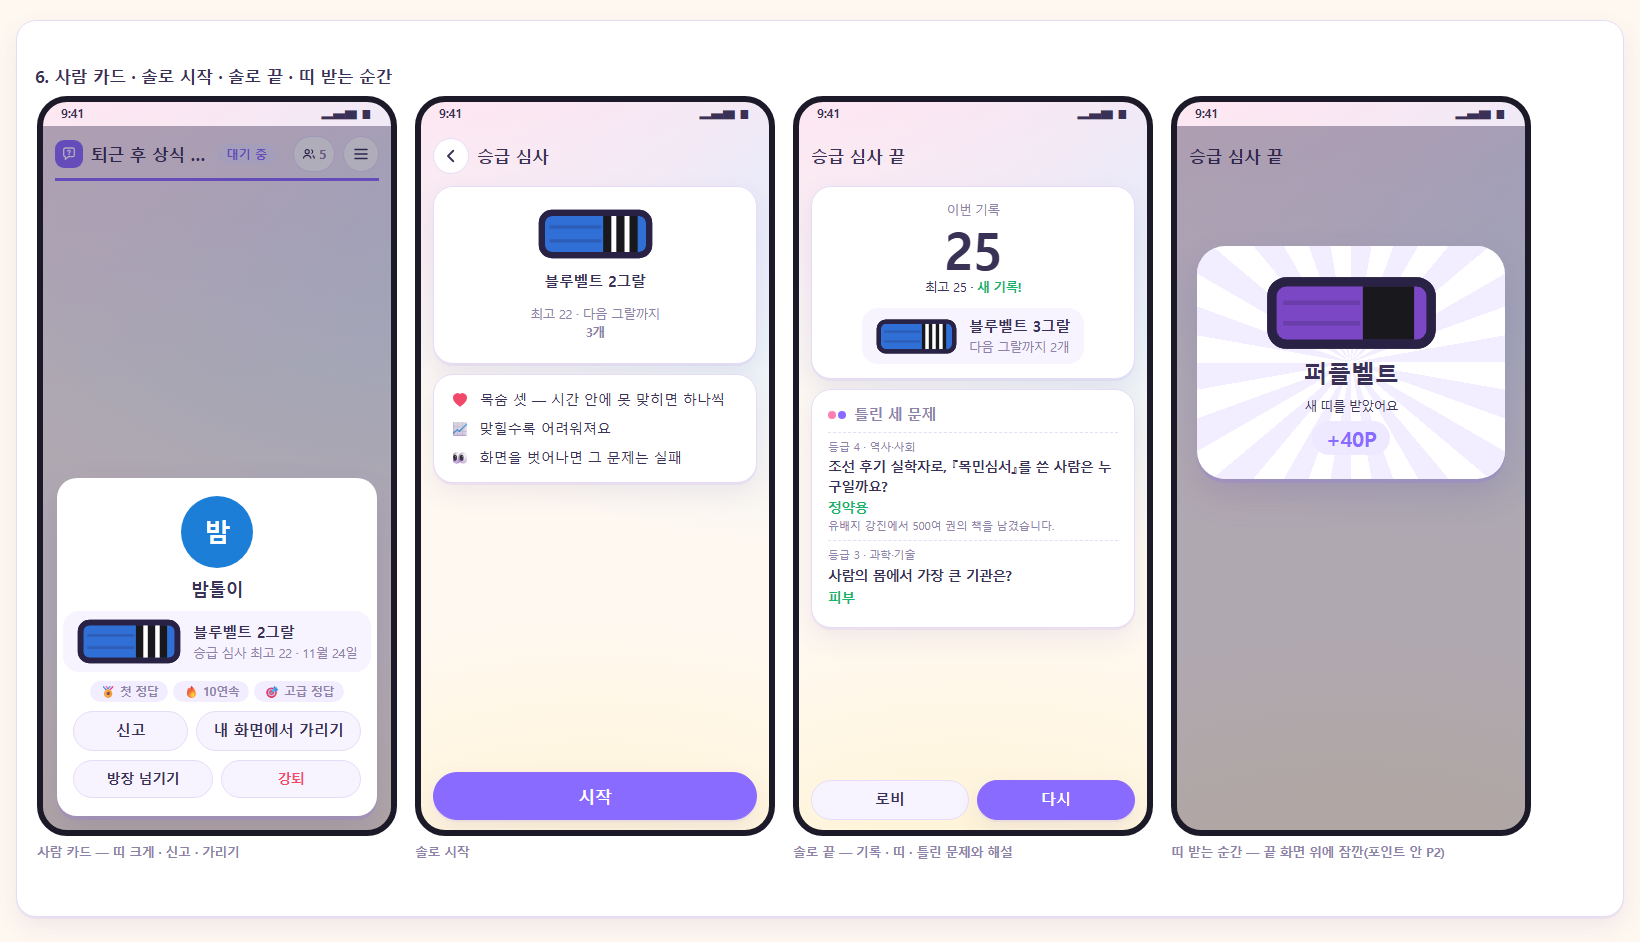 6. 사람 카드 · 솔로 시작 · 솔로 끝 · 띠 받는 순간
9:41
퇴근 후 상식 ...
대기 중
5
밤
밤톨이
블루벨트 2그랄
승급 심사 최고 22 · 11월 24일
첫 정답
10연속
고급 정답
신고
내 화면에서 가리기
방장 넘기기
강퇴
사람 카드 — 띠 크게 · 신고 · 가리기
9:41
승급 심사
블루벨트 2그랄
최고 22 · 다음 그랄까지
3개
목숨 셋 — 시간 안에 못 맞히면 하나씩
맞힐수록 어려워져요
화면을 벗어나면 그 문제는 실패
시작
솔로 시작
9:41
승급 심사 끝
이번 기록
25
최고 25 · 새 기록!
블루벨트 3그랄
다음 그랄까지 2개
틀린 세 문제
등급 4 · 역사·사회
조선 후기 실학자로, 『목민심서』를 쓴 사람은 누
구일까요?
정약용
유배지 강진에서 500여 권의 책을 남겼습니다.
등급 3 · 과학·기술
사람의 몸에서 가장 큰 기관은?
피부
로비
다시
솔로 끝 — 기록 · 띠 · 틀린 문제와 해설
9:41
승급 심사 끝
퍼플벨트
새 띠를 받았어요
+40P
띠 받는 순간 — 끝 화면 위에 잠깐(포인트 안 P2)